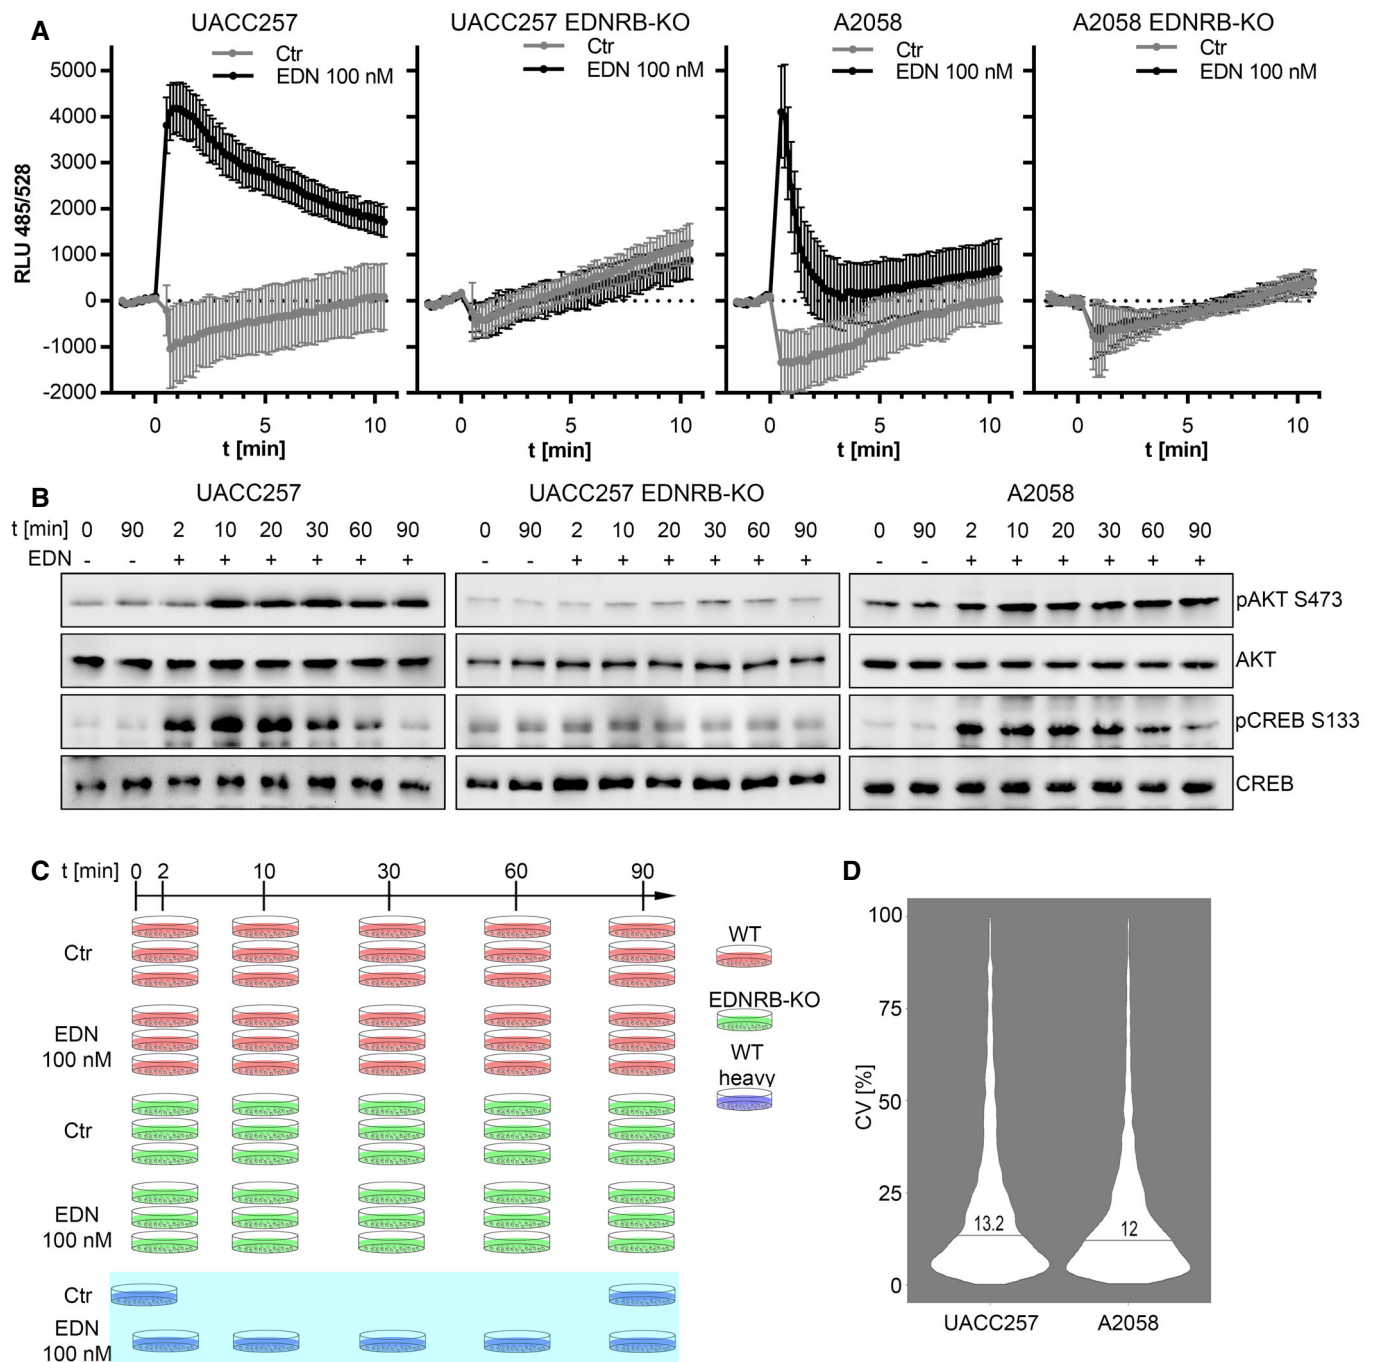 A
UACC257
UACC257 EDNRB-KO
A2058
A2058 EDNRB-KO
Ctr
EDN 100 nM
Ctr
EDN 100 nM
Ctr
EDN 100 nM
Ctr
EDN 100 nM
RLU 485/528
5000
4000
3000
2000
1000
0
-1000
-2000
0 5 10
0 5 10
0 5 10
0 5 10
t [min]
t [min]
t [min]
t [min]
B
UACC257
UACC257 EDNRB-KO
A2058
t [min] 0 90 2 10 20 30 60 90
0 90 2 10 20 30 60 90
0 90 2 10 20 30 60 90
EDN - - + + + + + +
- - + + + + + +
- - + + + + + +
pAKT S473
AKT
pCREB S133
CREB
C
t [min] 0 2 10 30 60 90
Ctr
EDN
100 nM
Ctr
EDN
100 nM
Ctr
EDN
100 nM
WT
EDNRB-KO
WT
heavy
D
CV [%]
100
75
50
25
0
13.2
12
UACC257
A2058